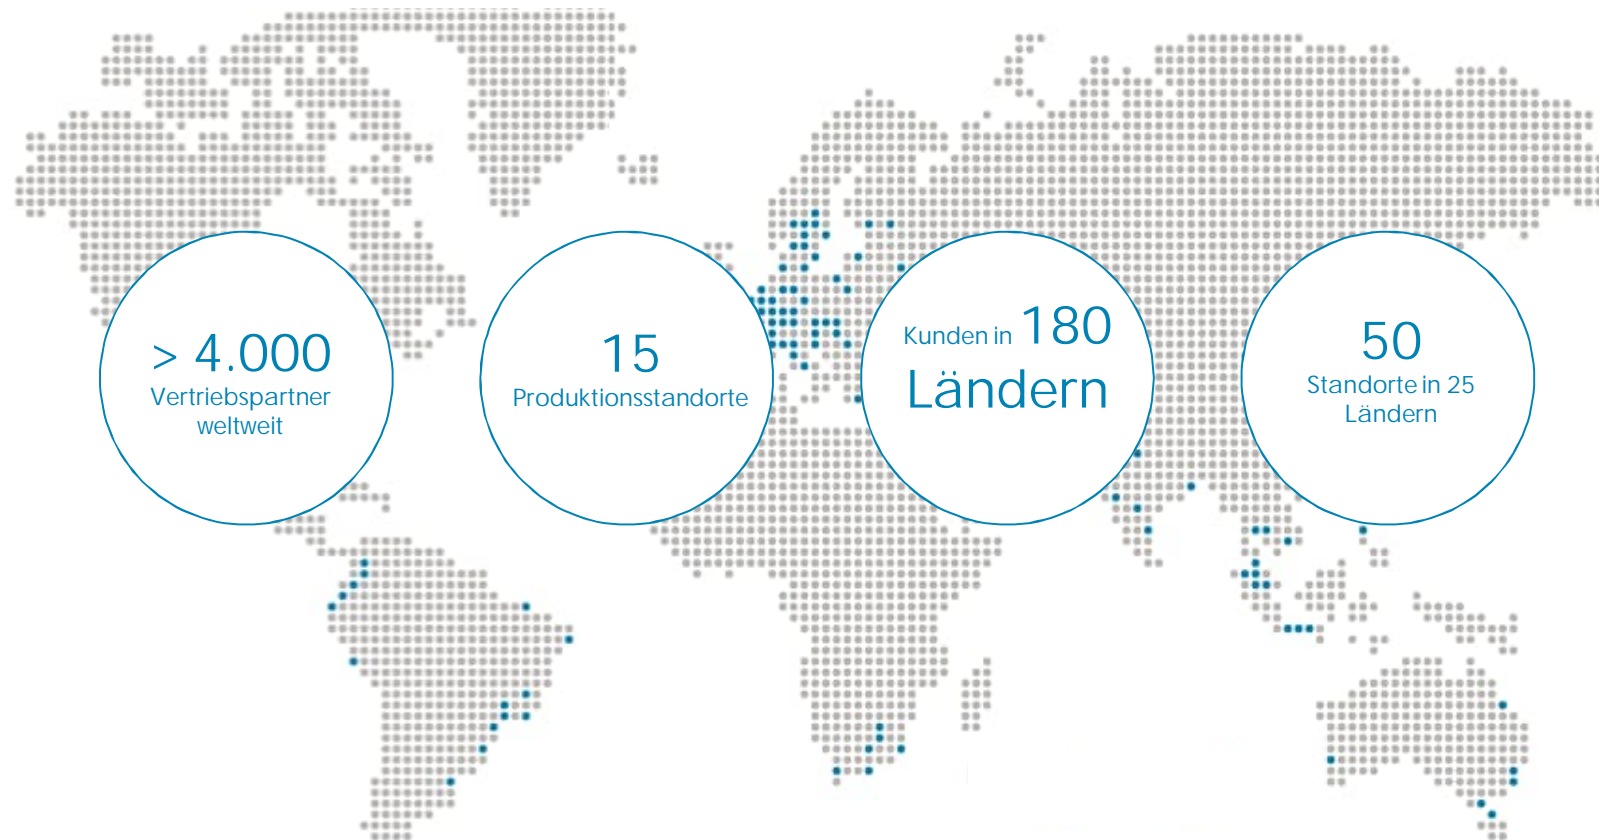 > 4.000
Vertriebspartner
weltweit
15
Produktionsstandorte
Kunden in 180
Ländern
50
Standorte in 25
Ländern